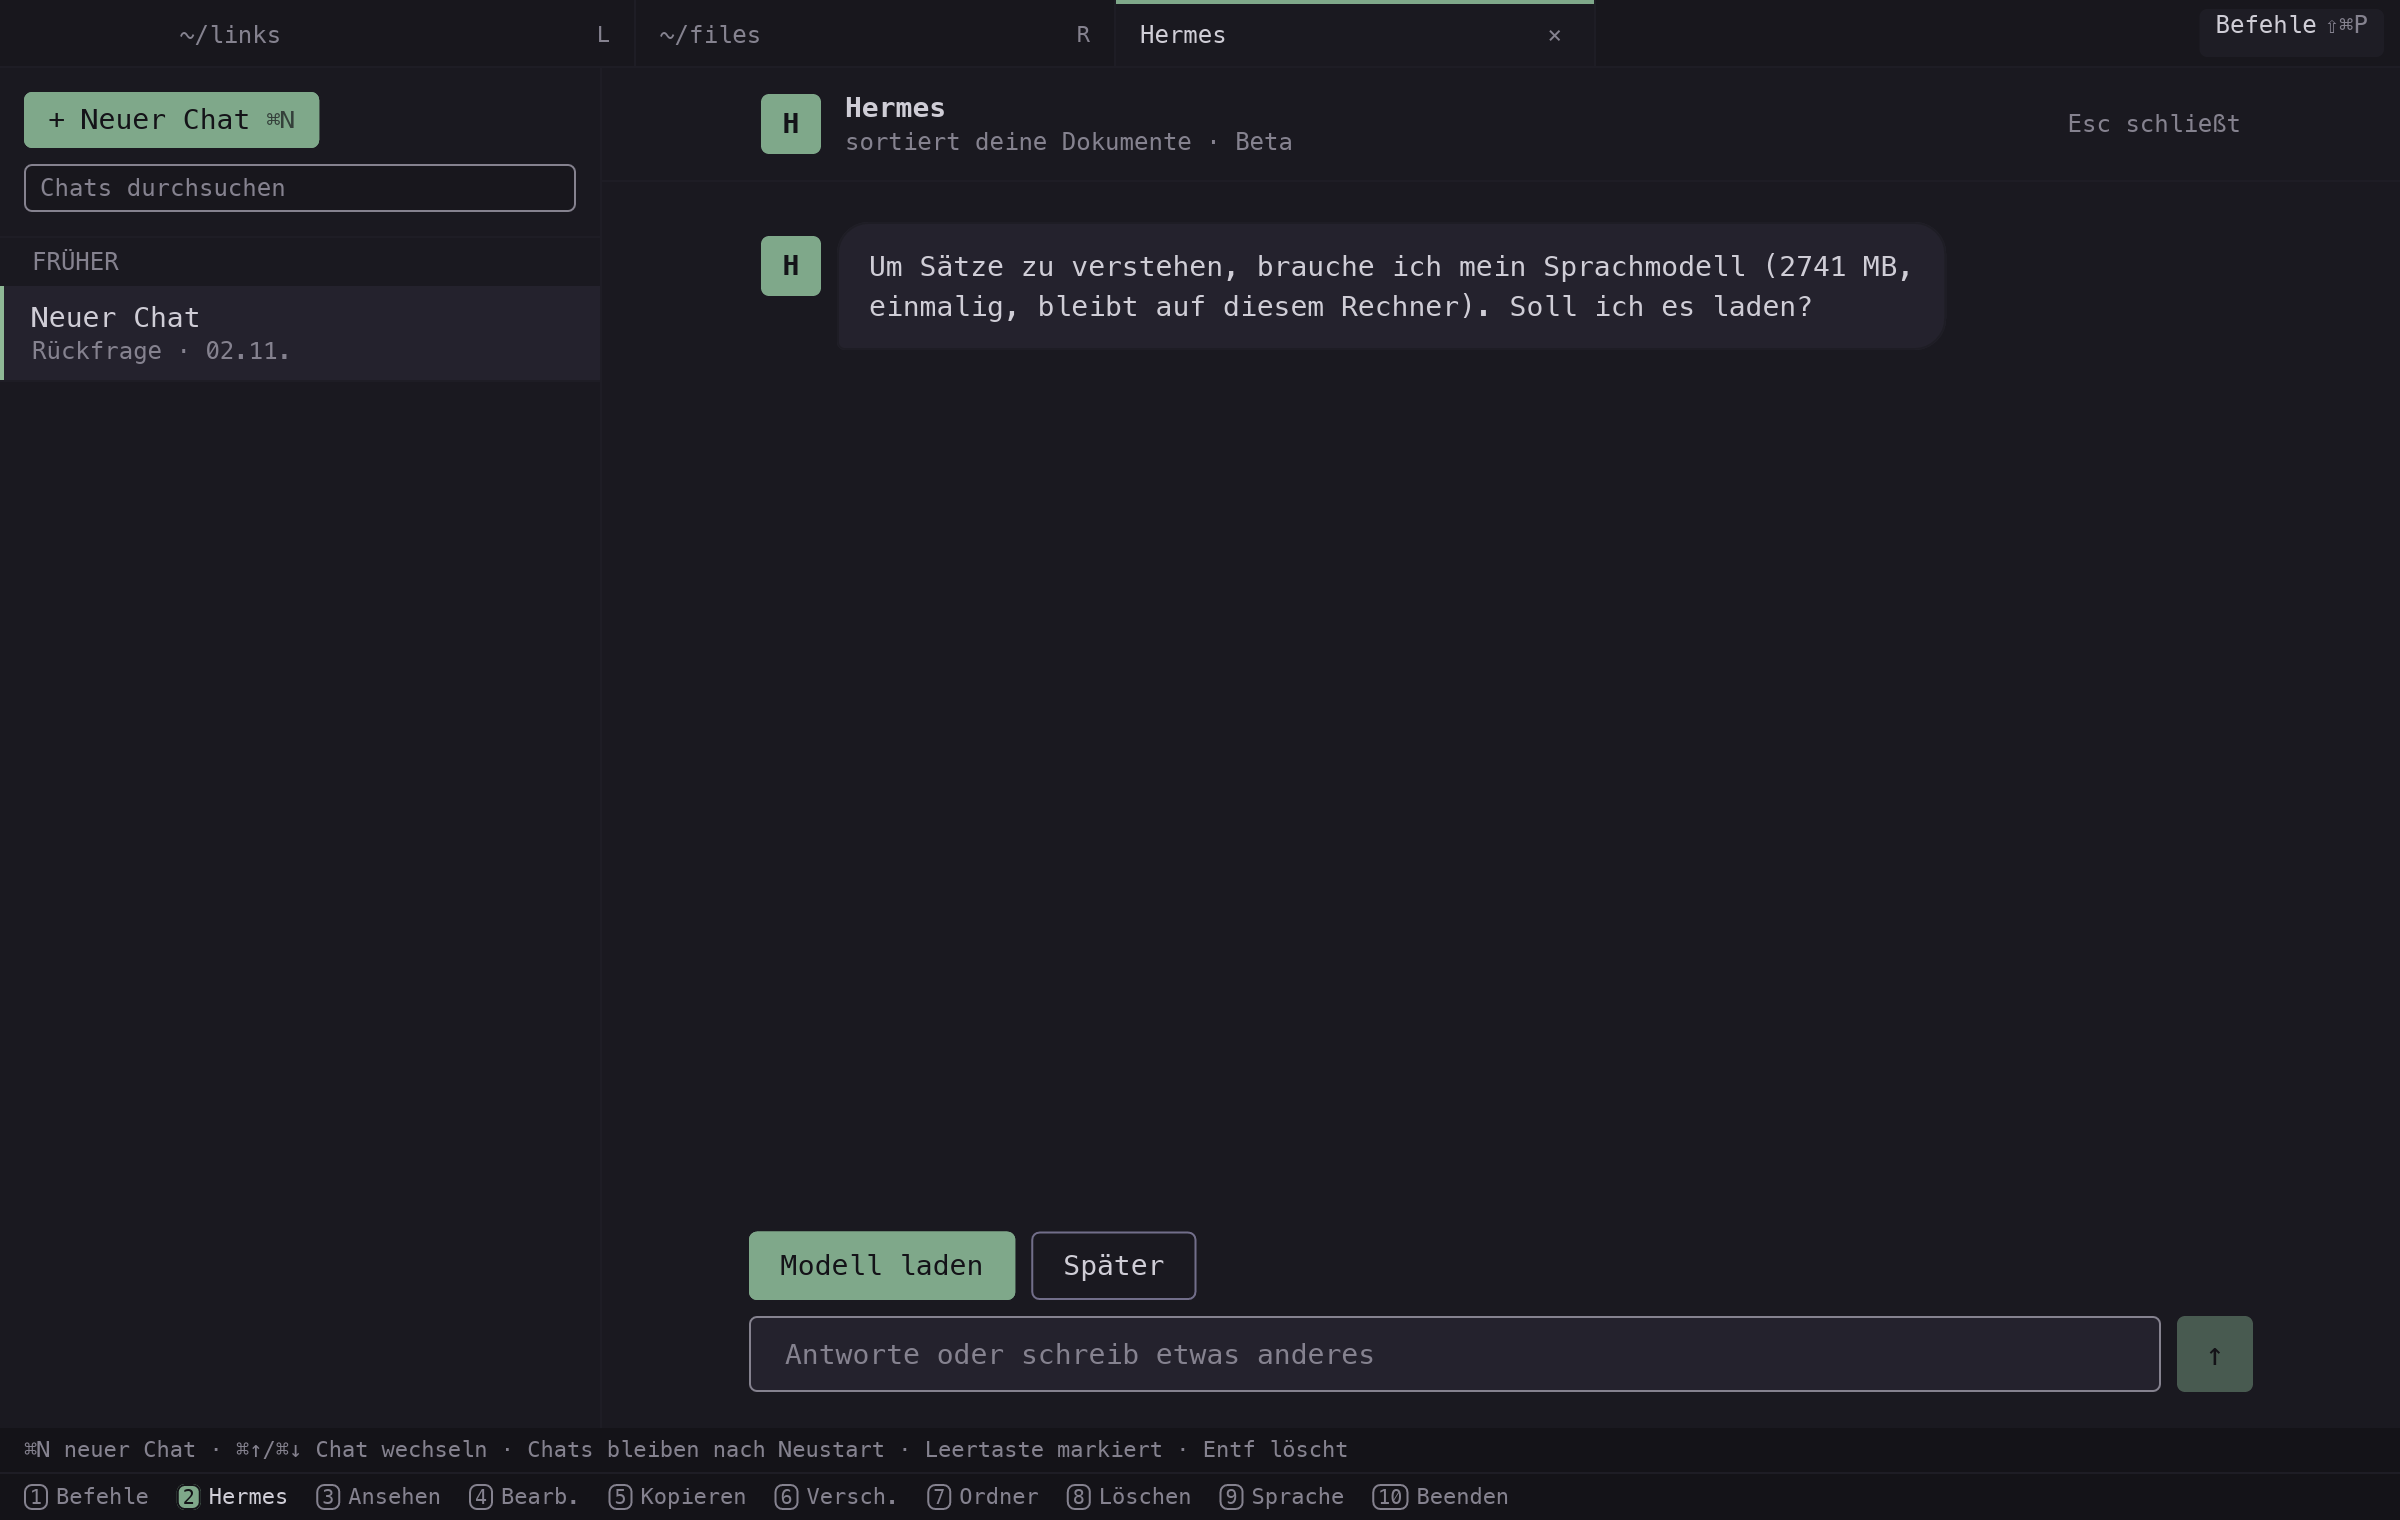 ~/links L ~/files R Hermes × Befehle ⇧⌘P
+ Neuer Chat ⌘N
Chats durchsuchen
FRÜHER
Neuer Chat
Rückfrage · 02.11.
H Hermes
sortiert deine Dokumente · Beta
Esc schließt
H Um Sätze zu verstehen, brauche ich mein Sprachmodell (2741 MB,
einmalig, bleibt auf diesem Rechner). Soll ich es laden?
Modell laden Später
Antworte oder schreib etwas anderes ↑
⌘N neuer Chat · ⌘↑/⌘↓ Chat wechseln · Chats bleiben nach Neustart · Leertaste markiert · Entf löscht
1 Befehle 2 Hermes 3 Ansehen 4 Bearb. 5 Kopieren 6 Versch. 7 Ordner 8 Löschen 9 Sprache 10 Beenden